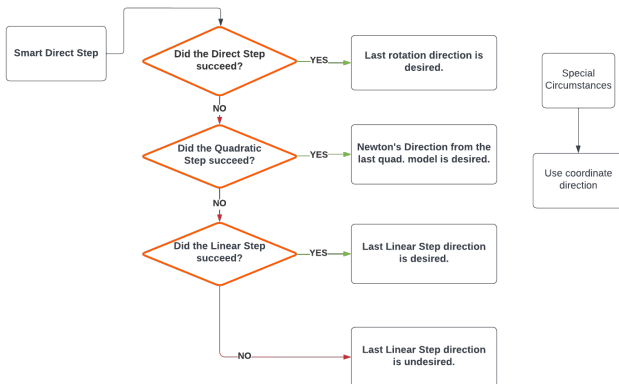 Smart Direct Step
Did the Direct Step
succeed?
YES
Last rotation direction is
desired.
NO
Did the Quadratic
Step succeed?
YES
Newton's Direction from the
last quad. model is desired.
NO
Did the Linear Step
succeed?
YES
Last Linear Step direction
is desired.
NO
Last Linear Step direction
is undesired.
Special
Circumstances
Use coordinate
direction